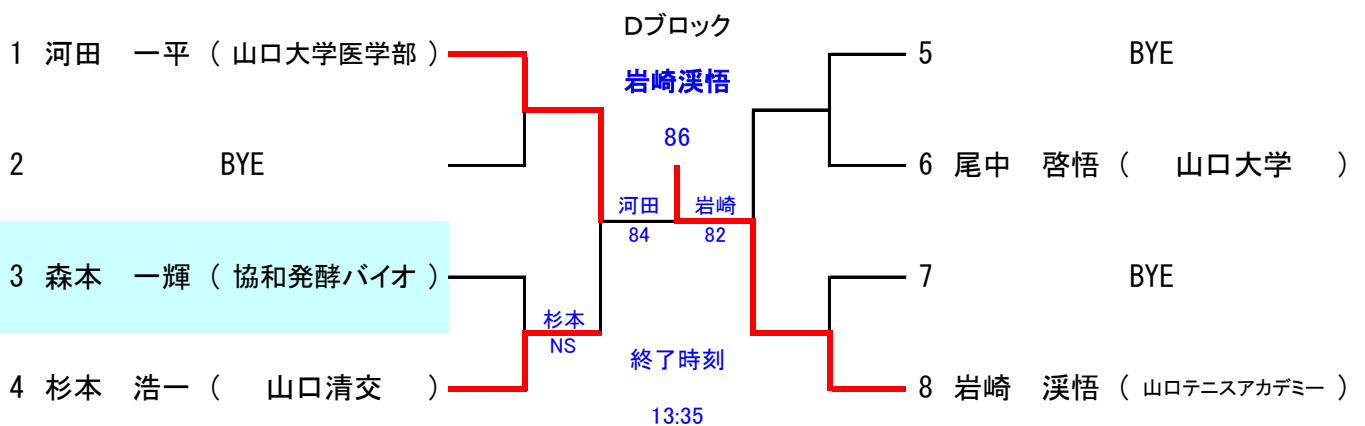 Dブロック
岩崎渓悟
86
1 河田　一平 ( 山口大学医学部 )
2 BYE
3 森本　一輝 ( 協和発酵バイオ )
4 杉本　浩一 ( 山口清交 )
杉本
NS
河田
84
岩崎
82
終了時刻
13:35
5 BYE
6 尾中　啓悟 ( 山口大学 )
7 BYE
8 岩崎　渓悟 ( 山口テニスアカデミー )